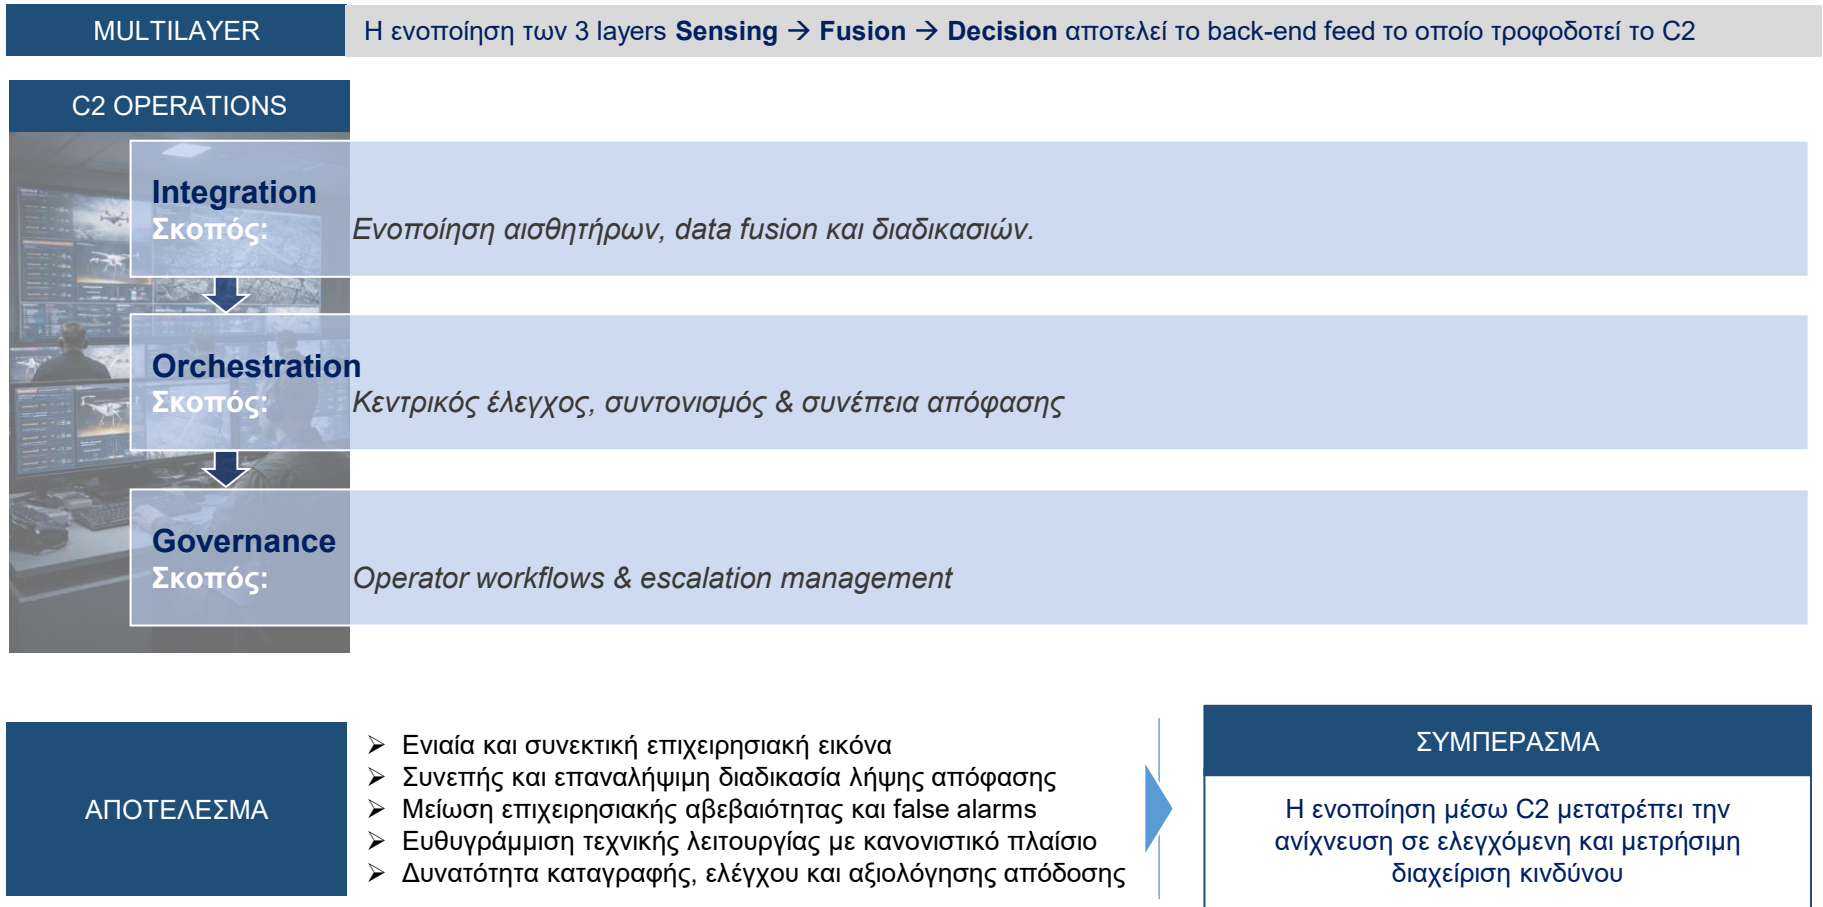 MULTILAYER
Η ενοποίηση των 3 layers Sensing → Fusion → Decision αποτελεί το back-end feed το οποίο τροφοδοτεί το C2
C2 OPERATIONS
Integration
Σκοπός: Ενοποίηση αισθητήρων, data fusion και διαδικασιών.
Orchestration
Σκοπός: Κεντρικός έλεγχος, συντονισμός & συνέπεια απόφασης
Governance
Σκοπός: Operator workflows & escalation management
ΑΠΟΤΕΛΕΣΜΑ
➢ Ενιαία και συνεκτική επιχειρησιακή εικόνα
➢ Συνεπής και επαναλήψιμη διαδικασία λήψης απόφασης
➢ Μείωση επιχειρησιακής αβεβαιότητας και false alarms
➢ Ευθυγράμμιση τεχνικής λειτουργίας με κανονιστικό πλαίσιο
➢ Δυνατότητα καταγραφής, ελέγχου και αξιολόγησης απόδοσης
ΣΥΜΠΕΡΑΣΜΑ
Η ενοποίηση μέσω C2 μετατρέπει την
ανίχνευση σε ελεγχόμενη και μετρήσιμη
διαχείριση κινδύνου